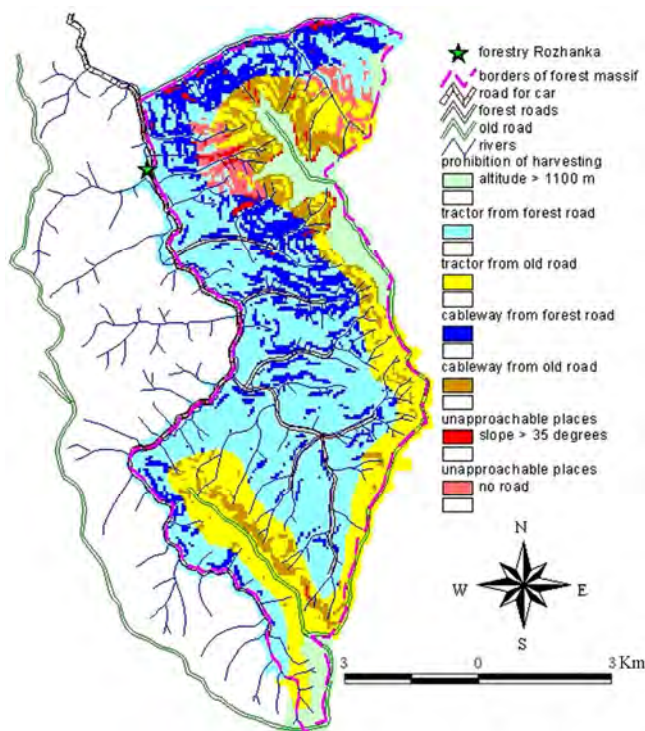 forestry Rozhanka
borders of forest massif
road for car
forest roads
old road
rivers
prohibition of harvesting
altitude > 1100 m
tractor from forest road
tractor from old road
cableway from forest road
cableway from old road
unapproachable places
slope > 35 degrees
unapproachable places
no road
N
W E
S
3 0 3 Km